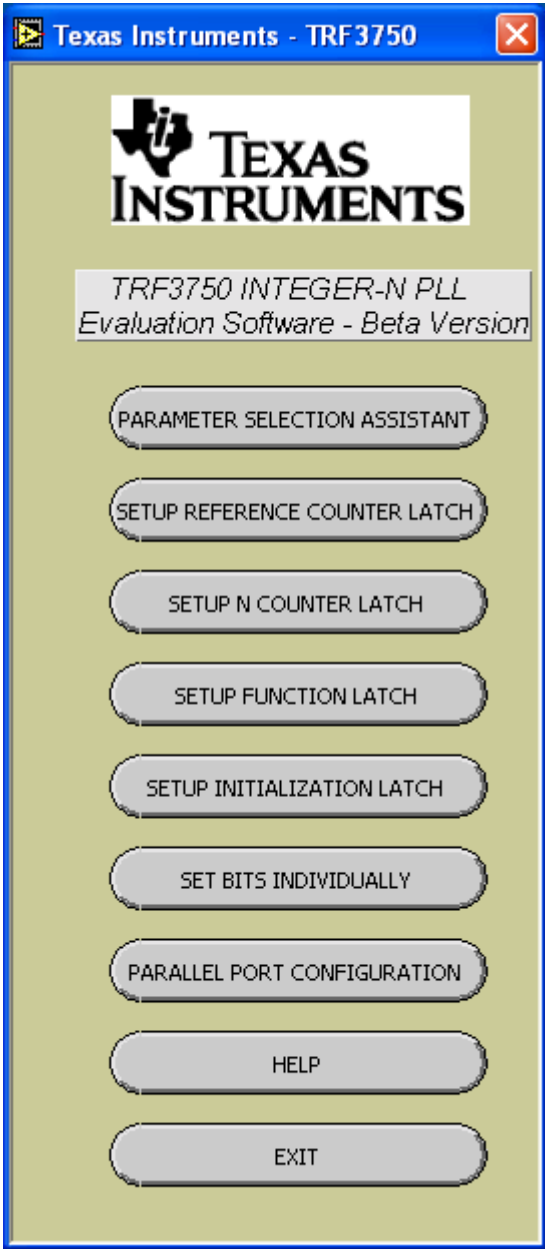 Texas Instruments - TRF3750
TEXAS
INSTRUMENTS
TRF3750 INTEGER-N PLL
Evaluation Software - Beta Version
PARAMETER SELECTION ASSISTANT
SETUP REFERENCE COUNTER LATCH
SETUP N COUNTER LATCH
SETUP FUNCTION LATCH
SETUP INITIALIZATION LATCH
SET BITS INDIVIDUALLY
PARALLEL PORT CONFIGURATION
HELP
EXIT